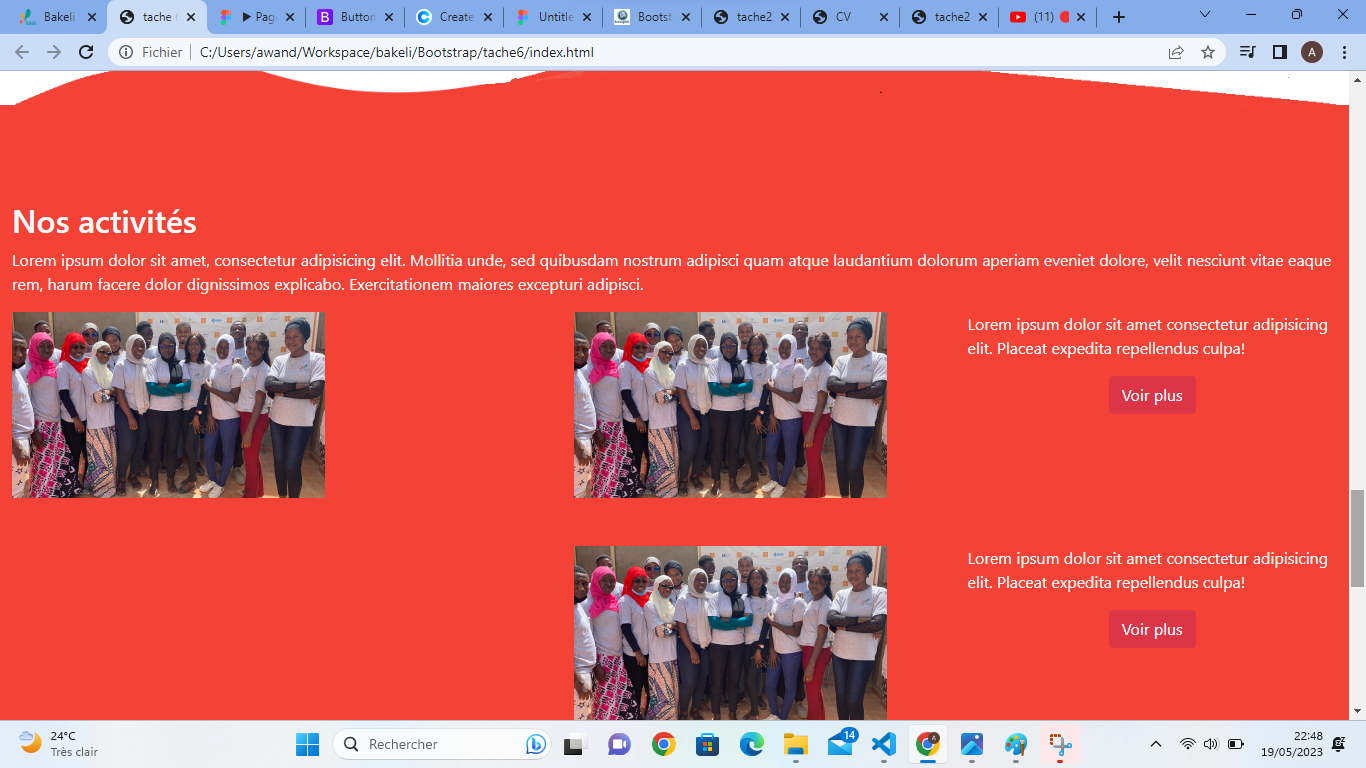 Bakeli
tache 6
Page
Button
Create
Untitle
Bootst
tache2
CV
tache2
(11)
Fichier
C:/Users/awand/Workspace/bakeli/Bootstrap/tache6/index.html
A
Nos activités
Lorem ipsum dolor sit amet, consectetur adipisicing elit. Mollitia unde, sed quibusdam nostrum adipisci quam atque laudantium dolorum aperiam eveniet dolore, velit nesciunt vitae eaque
rem, harum facere dolor dignissimos explicabo. Exercitationem maiores excepturi adipisci.
Lorem ipsum dolor sit amet consectetur adipisicing
elit. Placeat expedita repellendus culpa!
Voir plus
Lorem ipsum dolor sit amet consectetur adipisicing
elit. Placeat expedita repellendus culpa!
Voir plus
24°C
Très clair
Rechercher
14
A
22:48
19/05/2023